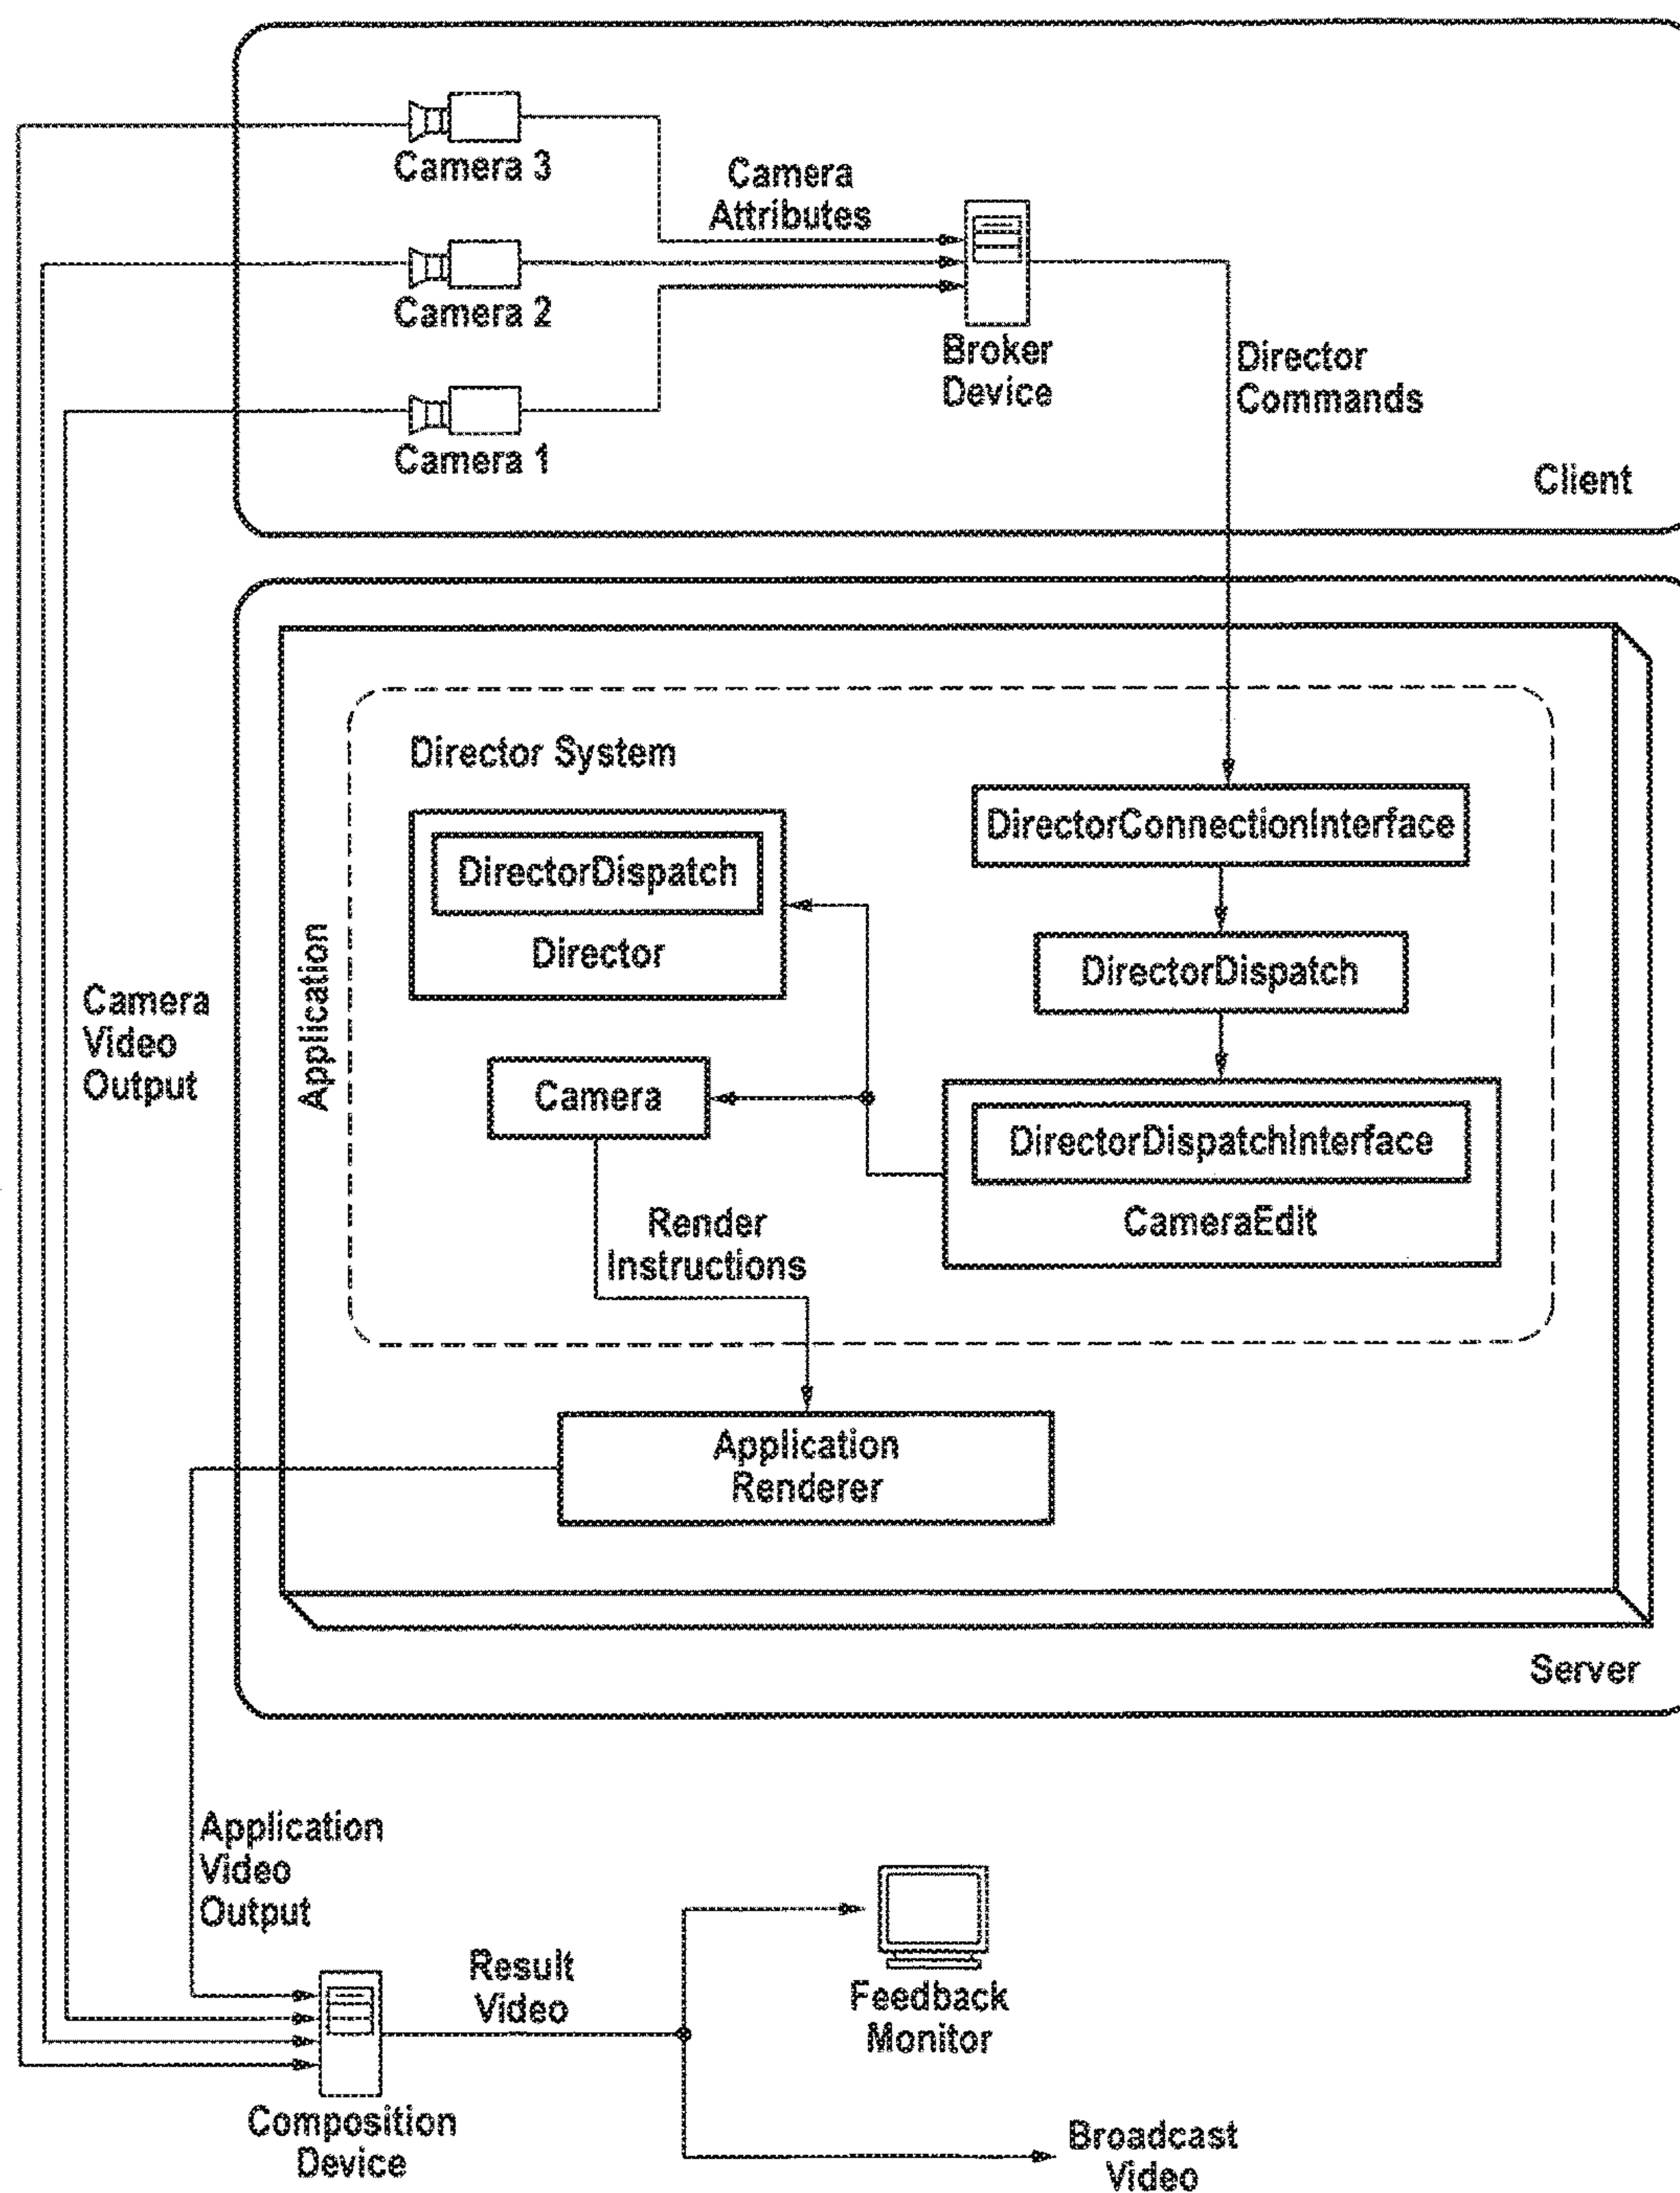 Camera 3
Camera
Attributes
Camera 2
Broker
Device
Director
Commands
Camera 1
Client
Director System
DirectorConnectionInterface
DirectorDispatch
Director
DirectorDispatch
Application
Camera
Video
Output
Camera
DirectorDispatchInterface
CameraEdit
Render
Instructions
Application
Renderer
Server
Application
Video
Output
Result
Video
Feedback
Monitor
Composition
Device
Broadcast
Video